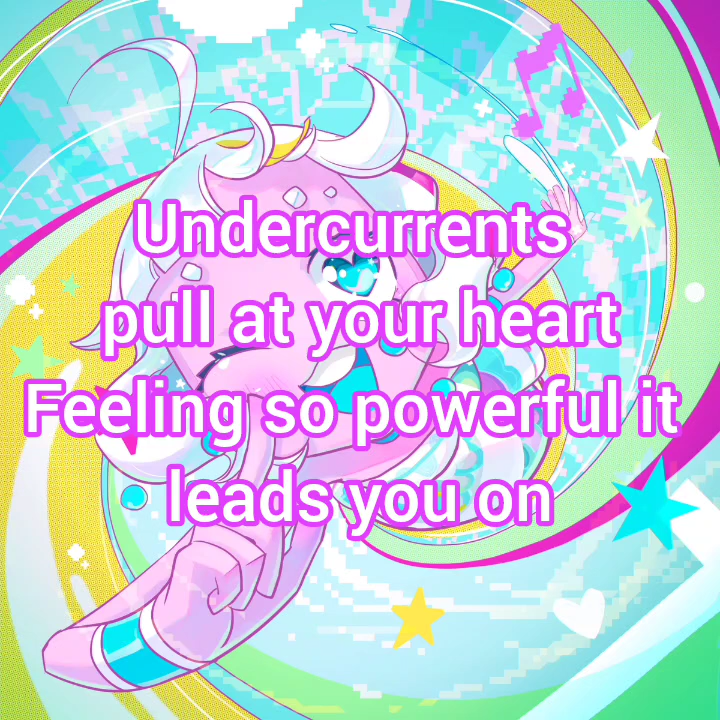 Undercurrents
pull at your heart
Feeling so powerful it
leads you on